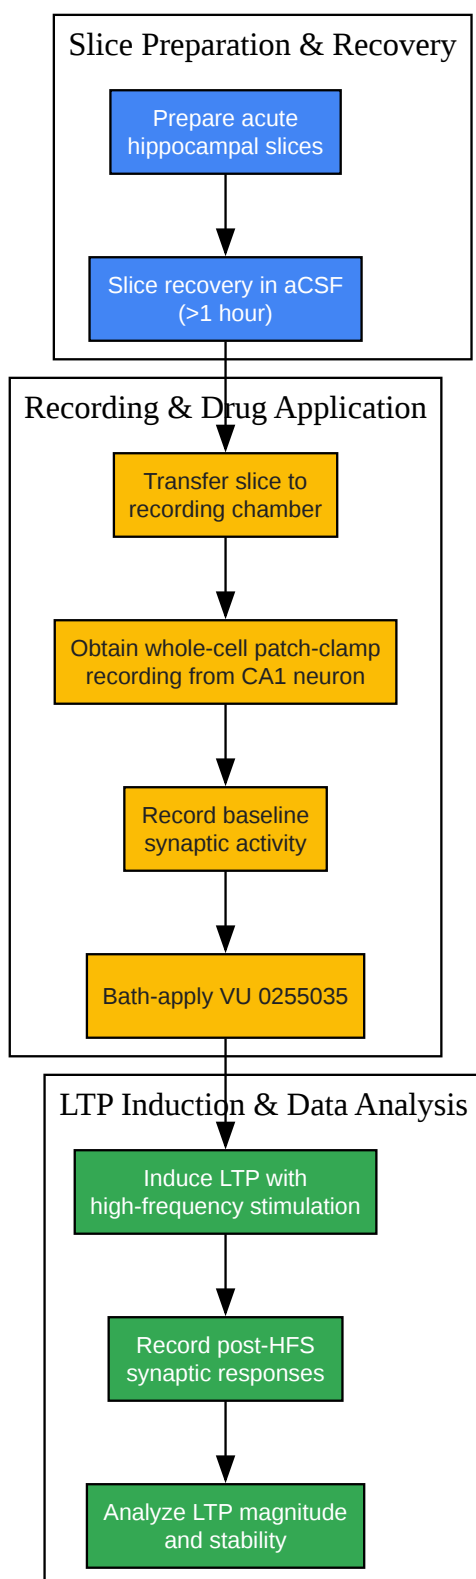 Slice Preparation & Recovery
Prepare acute
hippocampal slices
Slice recovery in aCSF
(>1 hour)
Recording & Drug Application
Transfer slice to
recording chamber
Obtain whole-cell patch-clamp
recording from CA1 neuron
Record baseline
synaptic activity
Bath-apply VU 0255035
LTP Induction & Data Analysis
Induce LTP with
high-frequency stimulation
Record post-HFS
synaptic responses
Analyze LTP magnitude
and stability